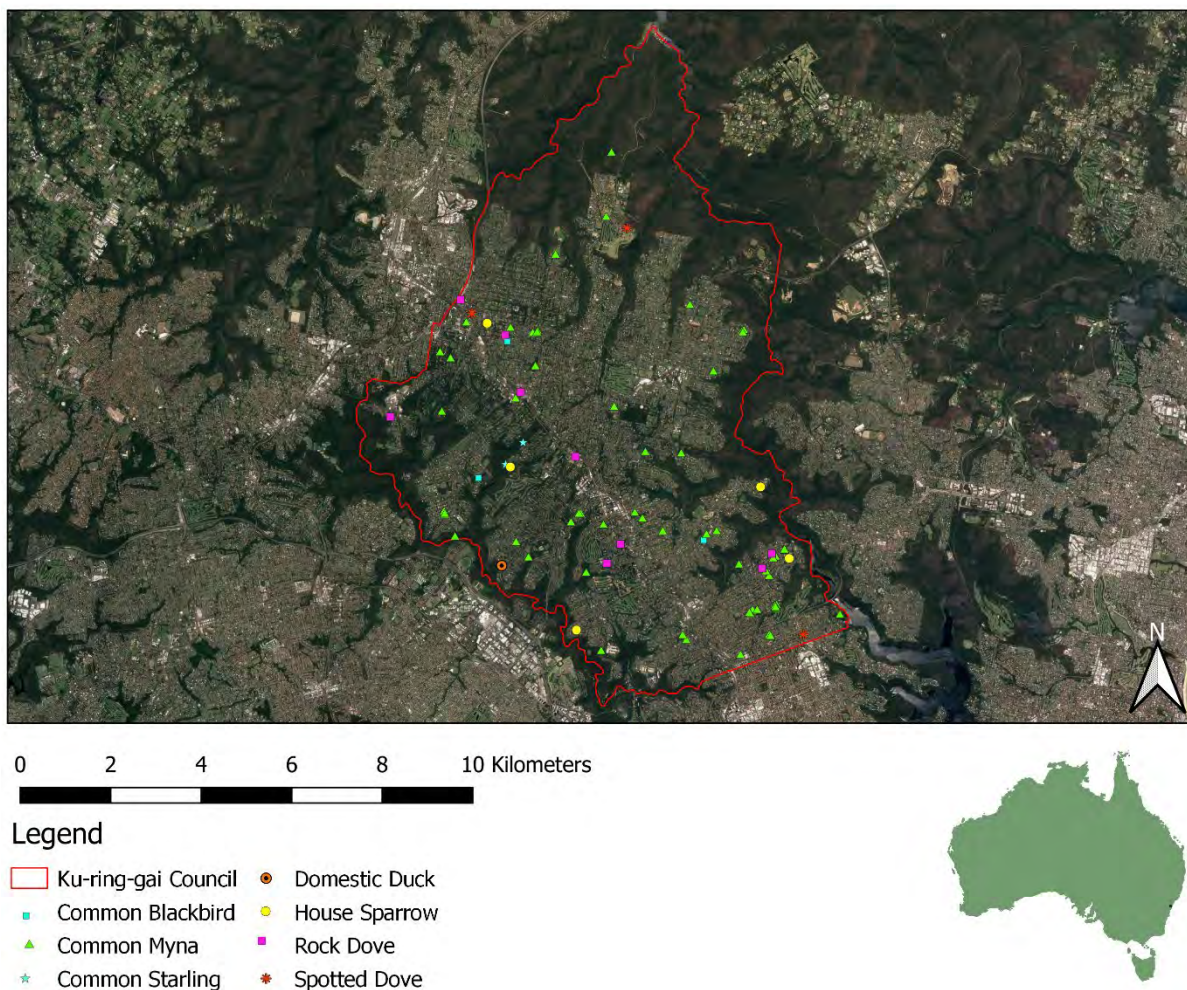 N
0 2 4 6 8 10 Kilometers
Legend
Ku-ring-gai Council
Common Blackbird
Common Myna
Common Starling
Domestic Duck
House Sparrow
Rock Dove
Spotted Dove